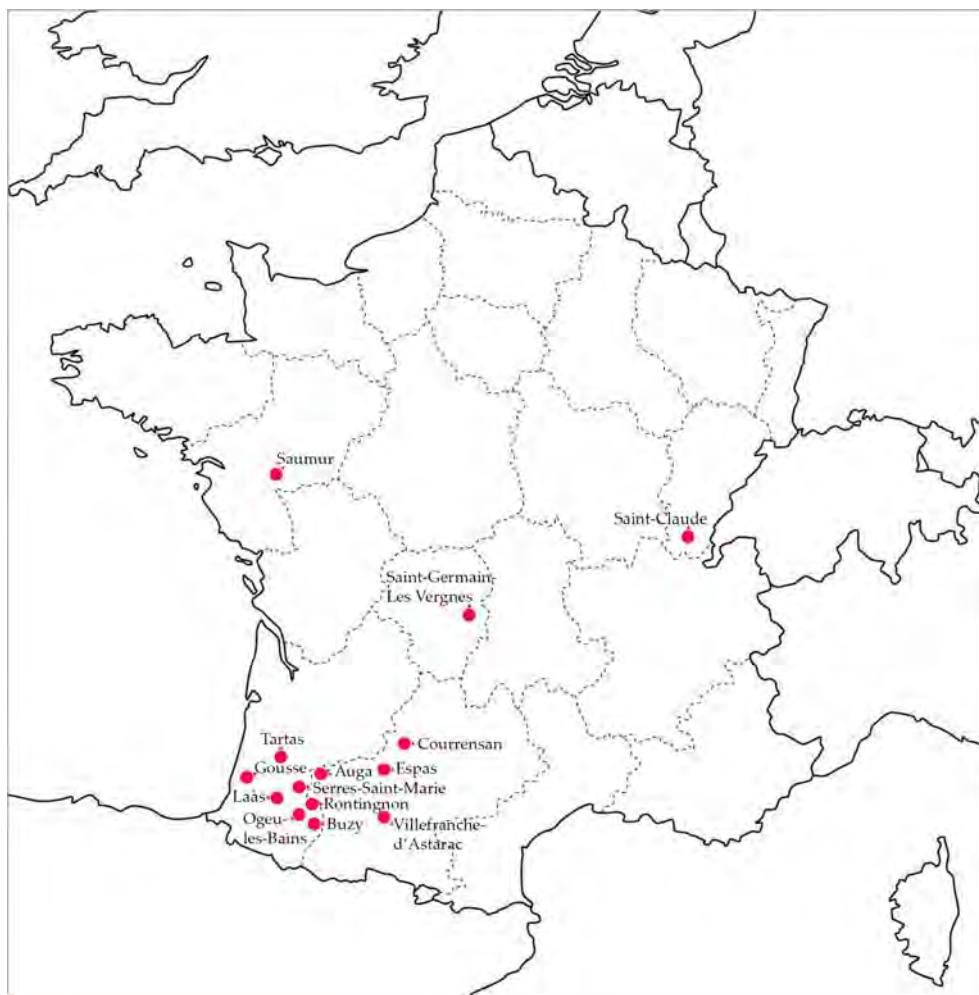 Saumur
Saint-Claude
Saint-Germain-
Les Vergnes
Tartas
Courrensan
Gousse
Auga
Espas
Serres-Saint-Marie
Laàs
Rontingnon
Ogeu-
les-Bains
Buzy
Villefranche-
d'Astarac